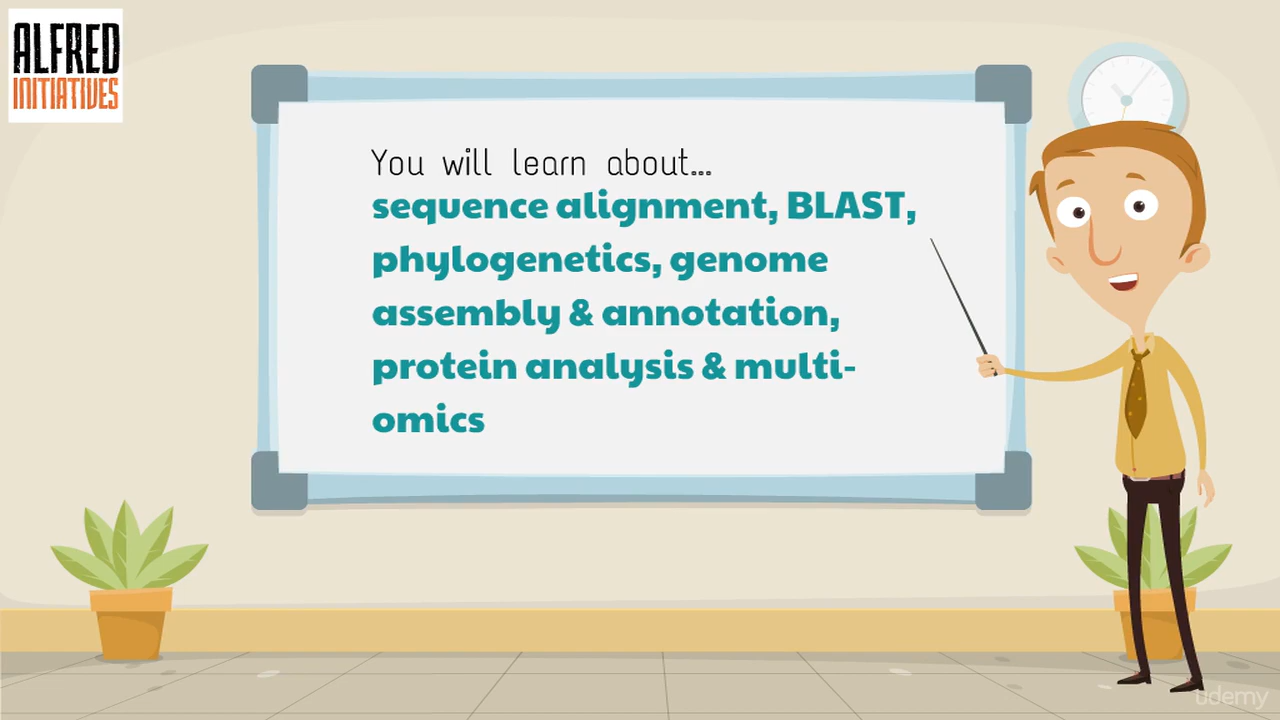 ALFRED
INITIATIVES
You will learn about...
sequence alignment, BLAST,
phylogenetics, genome
assembly & annotation,
protein analysis & multi-
omics
udemy